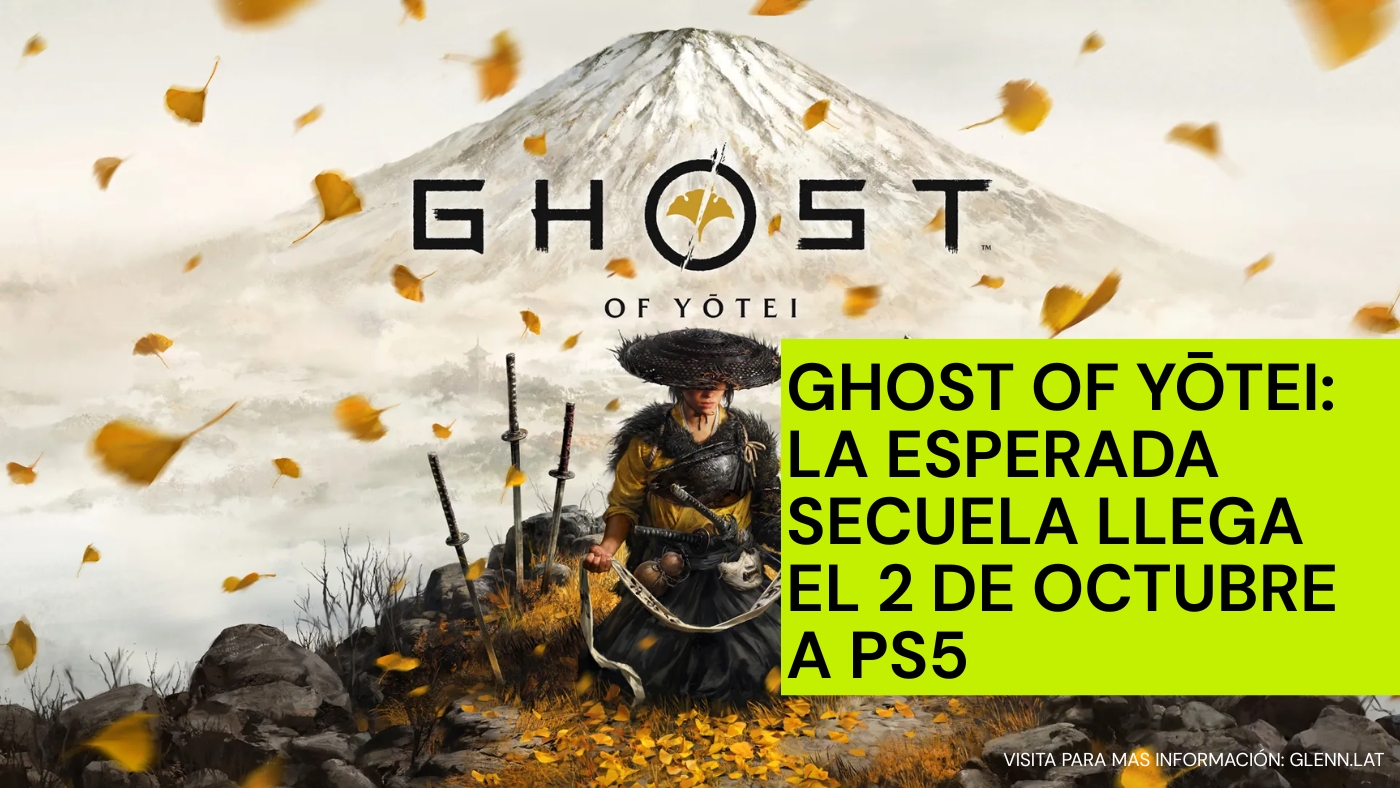 GHOST
™
OF YŌTEI
GHOST OF YŌTEI:
LA ESPERADA
SECUELA LLEGA
EL 2 DE OCTUBRE
A PS5
VISITA PARA MAS INFORMACIÓN: GLENN.LAT